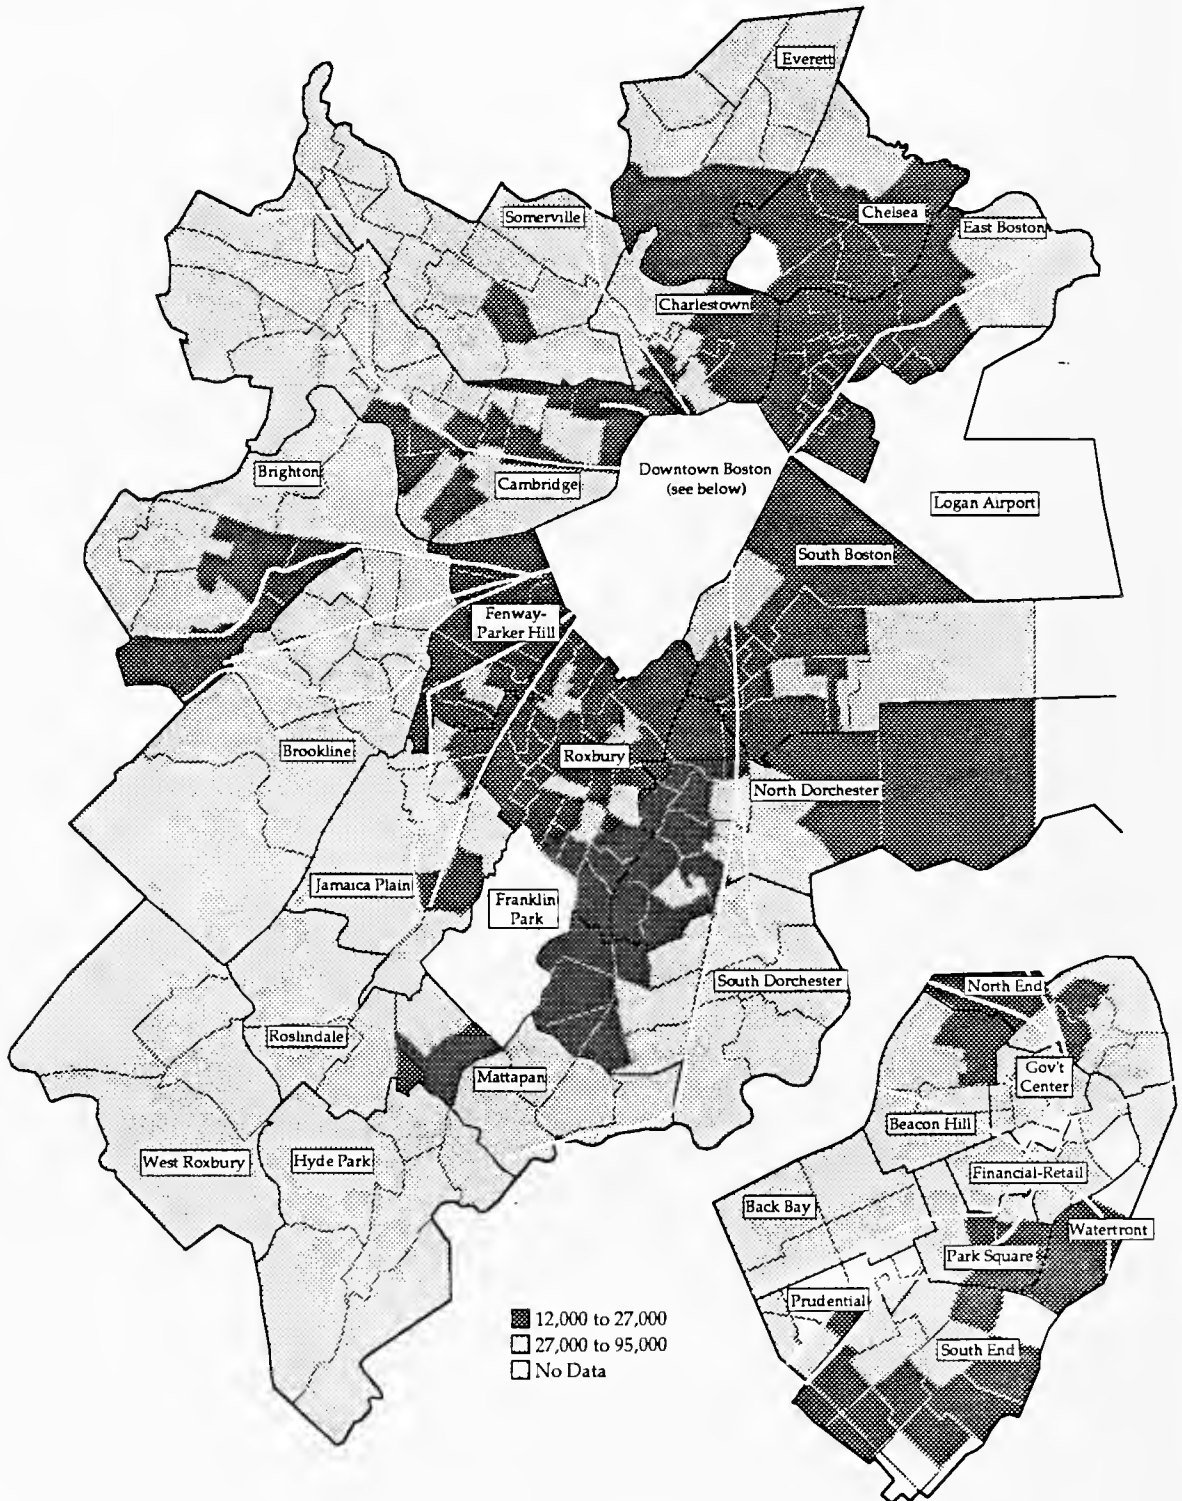 Everett
Somerville
Chelsea
East Boston
Charlestown
Brighton
Cambridge
Downtown Boston
(see below)
Logan Airport
South Boston
Fenway-
Parker Hill
Brookline
Roxbury
North Dorchester
Jamaica Plain
Franklin
Park
South Dorchester
North End
Roslindale
Mattapan
Gov't
Center
Beacon Hill
West Roxbury
Hyde Park
Financial-Retail
Back Bay
Waterfront
Park Square
Prudential
South End
12,000 to 27,000
27,000 to 95,000
No Data